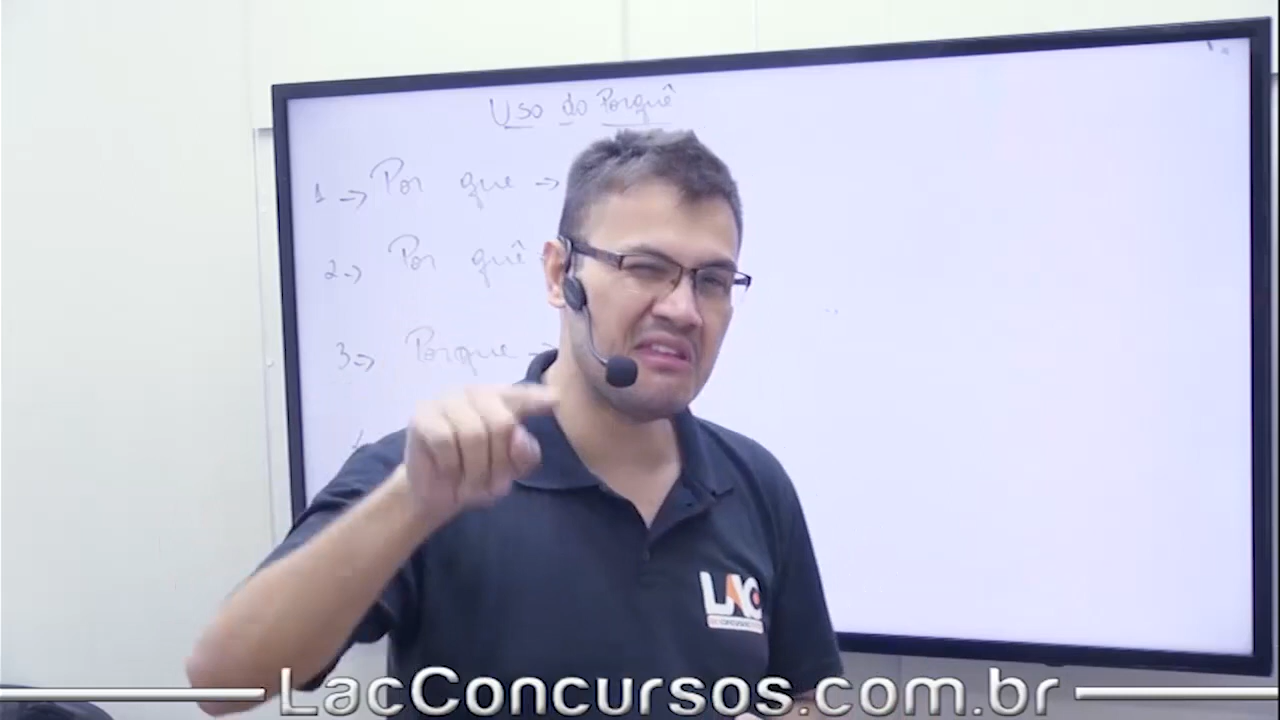 Uso do Porquê
1 → Por que →
2 → Por quê
3 → Porque →
LAC
LacConcursos.com.br